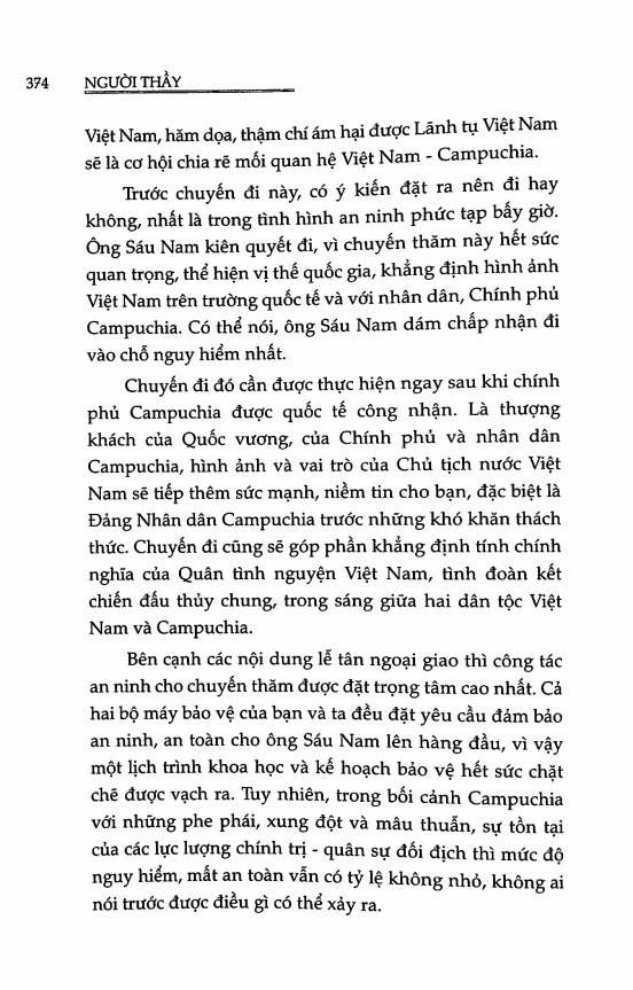 374 NGƯỜI THẦY
Việt Nam, hăm dọa, thậm chí ám hại được Lãnh tụ Việt Nam
sẽ là cơ hội chia rẽ mối quan hệ Việt Nam - Campuchia.
Trước chuyến đi này, có ý kiến đặt ra nên đi hay
không, nhất là trong tình hình an ninh phức tạp bấy giờ.
Ông Sáu Nam kiên quyết đi, vì chuyến thăm này hết sức
quan trọng, thể hiện vị thế quốc gia, khẳng định hình ảnh
Việt Nam trên trường quốc tế và với nhân dân, Chính phủ
Campuchia. Có thể nói, ông Sáu Nam dám chấp nhận đi
vào chỗ nguy hiểm nhất.
Chuyến đi đó cần được thực hiện ngay sau khi chính
phủ Campuchia được quốc tế công nhận. Là thượng
khách của Quốc vương, của Chính phủ và nhân dân
Campuchia, hình ảnh và vai trò của Chủ tịch nước Việt
Nam sẽ tiếp thêm sức mạnh, niềm tin cho bạn, đặc biệt là
Đảng Nhân dân Campuchia trước những khó khăn thách
thức. Chuyến đi cũng sẽ góp phần khẳng định tính chính
nghĩa của Quân tình nguyện Việt Nam, tình đoàn kết
chiến đấu thủy chung, trong sáng giữa hai dân tộc Việt
Nam và Campuchia.
Bên cạnh các nội dung lễ tân ngoại giao thì công tác
an ninh cho chuyến thăm được đặt trọng tâm cao nhất. Cả
hai bộ máy bảo vệ của bạn và ta đều đặt yêu cầu đảm bảo
an ninh, an toàn cho ông Sáu Nam lên hàng đầu, vì vậy
một lịch trình khoa học và kế hoạch bảo vệ hết sức chặt
chẽ được vạch ra. Tuy nhiên, trong bối cảnh Campuchia
với những phe phái, xung đột và mâu thuẫn, sự tồn tại
của các lực lượng chính trị - quân sự đối địch thì mức độ
nguy hiểm, mất an toàn vẫn có tỷ lệ không nhỏ, không ai
nói trước được điều gì có thể xảy ra.